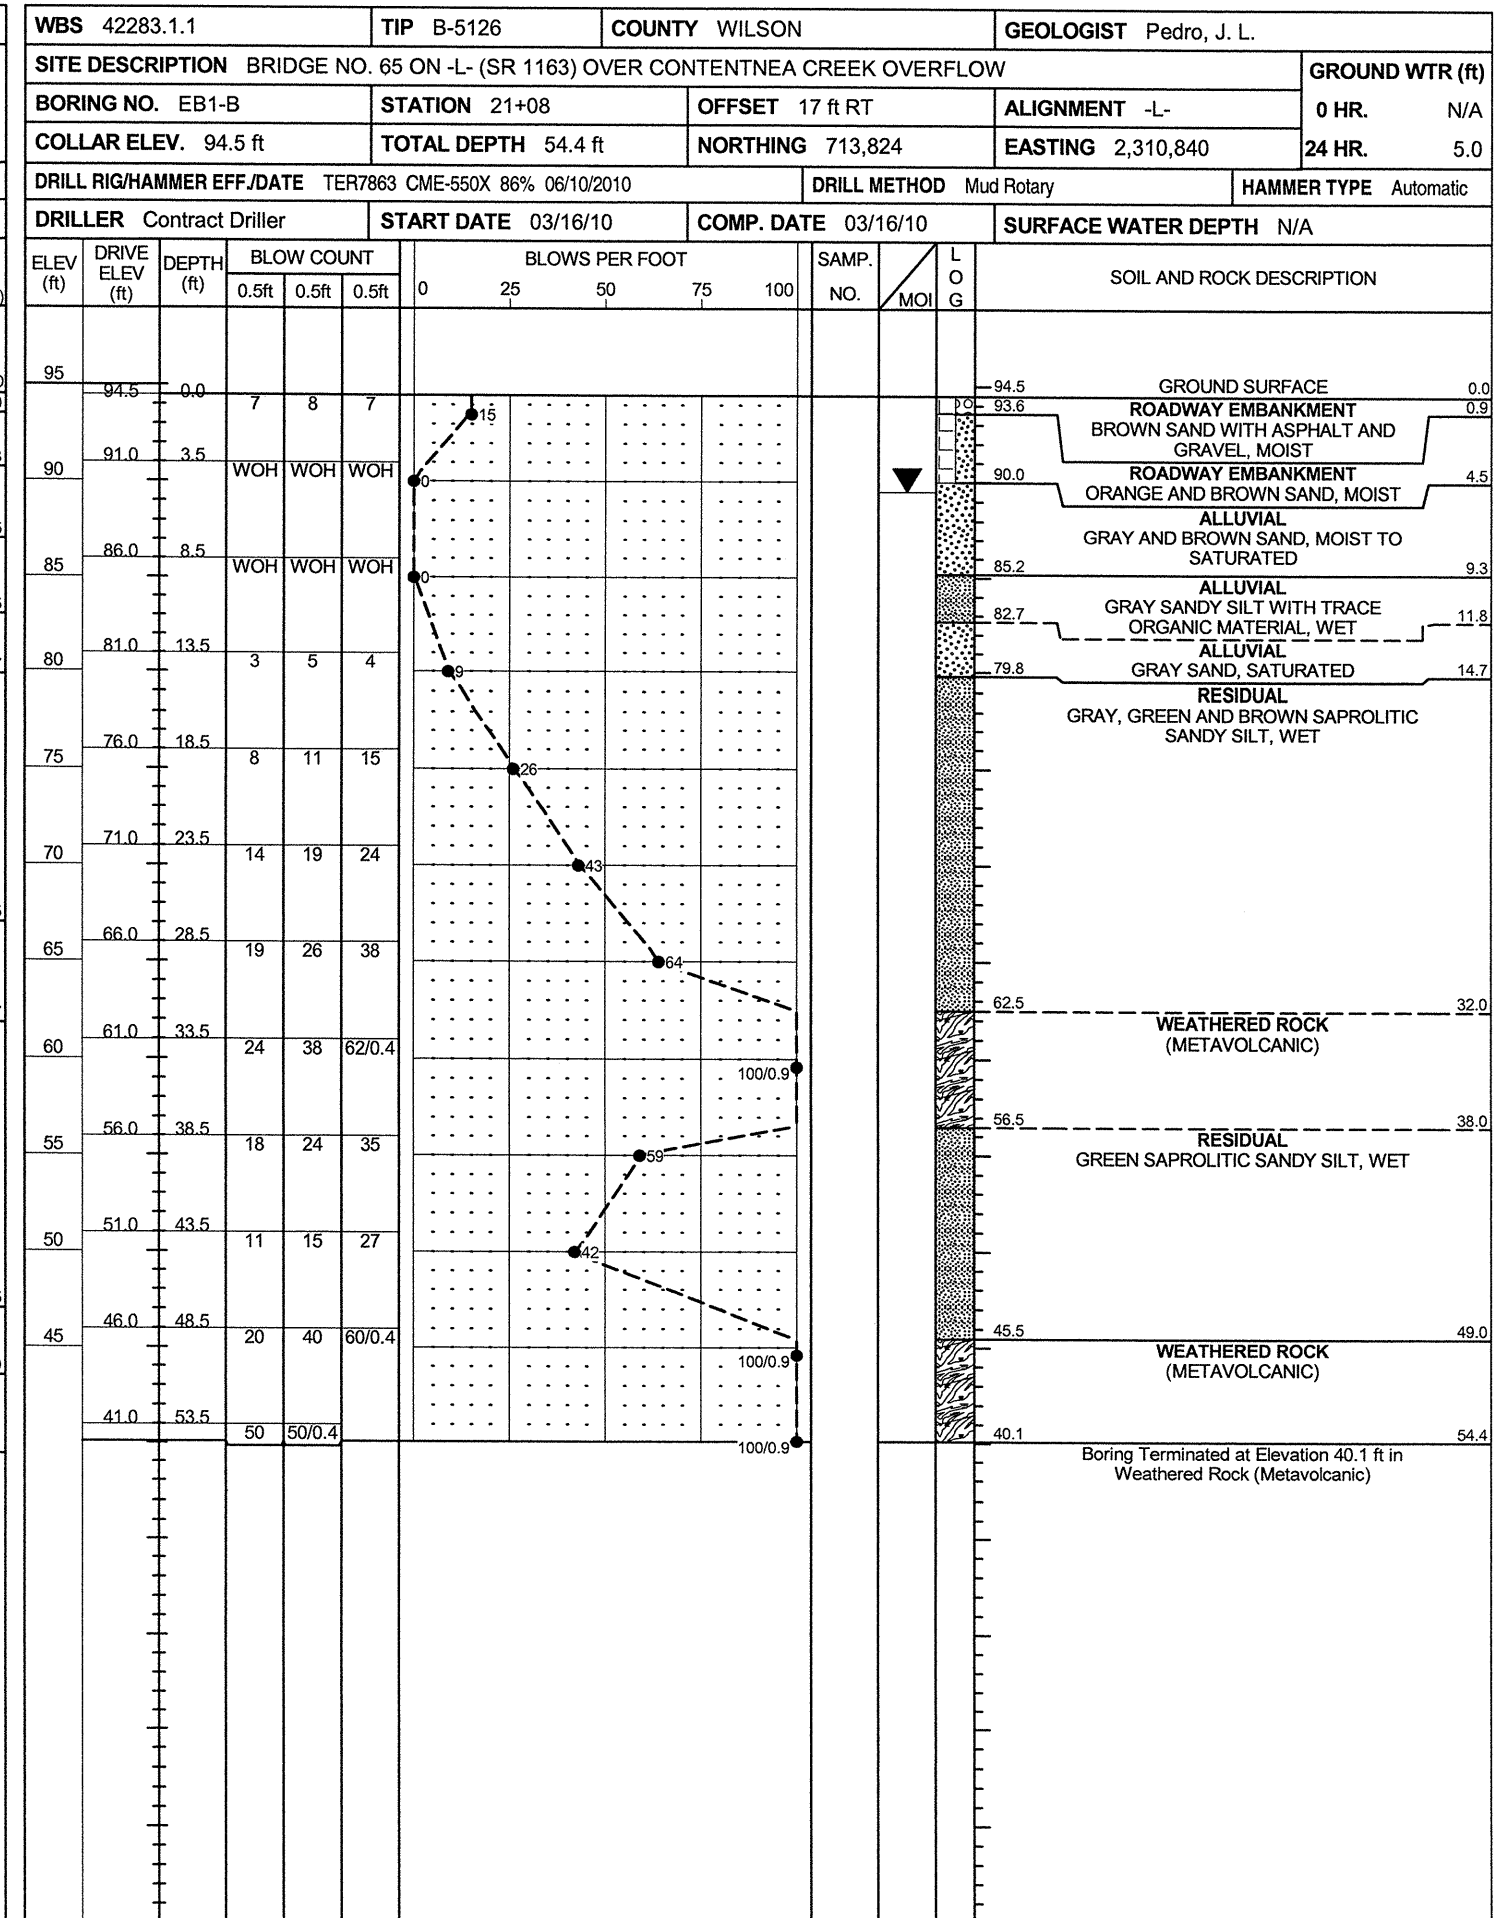 WBS 42283.1.1 TIP B-5126 COUNTY WILSON GEOLOGIST Pedro, J. L.
SITE DESCRIPTION BRIDGE NO. 65 ON -L- (SR 1163) OVER CONTENTNEA CREEK OVERFLOW GROUND WTR (ft)
BORING NO. EB1-B STATION 21+08 OFFSET 17 ft RT ALIGNMENT -L- 0 HR. N/A
COLLAR ELEV. 94.5 ft TOTAL DEPTH 54.4 ft NORTHING 713,824 EASTING 2,310,840 24 HR. 5.0
DRILL RIG/HAMMER EFF./DATE TER7863 CME-550X 86% 06/10/2010 DRILL METHOD Mud Rotary HAMMER TYPE Automatic
DRILLER Contract Driller START DATE 03/16/10 COMP. DATE 03/16/10 SURFACE WATER DEPTH N/A
ELEV (ft) DRIVE ELEV (ft) DEPTH (ft) BLOW COUNT BLOWS PER FOOT SAMP. NO. MOI LOG SOIL AND ROCK DESCRIPTION
0.5ft 0.5ft 0.5ft 0 25 50 75 100
95
94.5 0.0 94.5 GROUND SURFACE 0.0
7 8 7 15 93.6 ROADWAY EMBANKMENT 0.9
BROWN SAND WITH ASPHALT AND
GRAVEL, MOIST
91.0 3.5
90 WOH WOH WOH 0 90.0 ROADWAY EMBANKMENT 4.5
ORANGE AND BROWN SAND, MOIST
ALLUVIAL
GRAY AND BROWN SAND, MOIST TO
SATURATED
86.0 8.5
85 WOH WOH WOH 0 85.2 9.3
ALLUVIAL
GRAY SANDY SILT WITH TRACE
82.7 ORGANIC MATERIAL, WET 11.8
81.0 13.5 ALLUVIAL
80 3 5 4 9 79.8 GRAY SAND, SATURATED 14.7
RESIDUAL
GRAY, GREEN AND BROWN SAPROLITIC
SANDY SILT, WET
76.0 18.5
75 8 11 15 26
71.0 23.5
70 14 19 24 43
66.0 28.5
65 19 26 38 64
62.5 32.0
WEATHERED ROCK
(METAVOLCANIC)
61.0 33.5
60 24 38 62/0.4
100/0.9
56.5 38.0
56.0 38.5
RESIDUAL
GREEN SAPROLITIC SANDY SILT, WET
55 18 24 35 59
51.0 43.5
50 11 15 27 42
46.0 48.5
45 20 40 60/0.4 45.5 49.0
WEATHERED ROCK
(METAVOLCANIC)
100/0.9
41.0 53.5
50 50/0.4 100/0.9 40.1 54.4
Boring Terminated at Elevation 40.1 ft in
Weathered Rock (Metavolcanic)